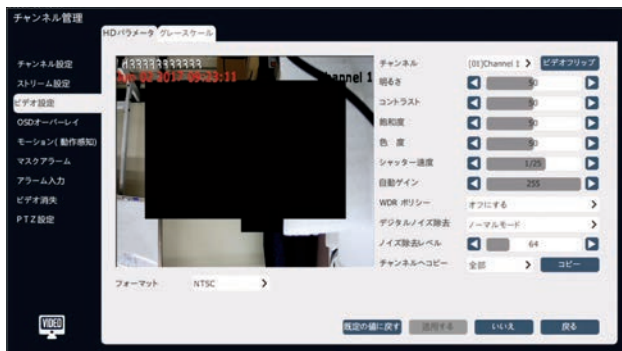 チャンネル管理
HDパラメータ グレースケール
チャンネル設定
ストリーム設定
ビデオ設定
OSDオーバーレイ
モーション(動作感知)
マスクアラーム
アラーム入力
ビデオ消失
PTZ設定
VIDEO
2017 09:33:11
annel 1
フォーマット NTSC
チャンネル [01]Channel 1 ビデオフリップ
明るさ 50
コントラスト 50
飽和度 50
色 度 50
シャッター速度 1/25
自動ゲイン 255
WDR ポリシー オフにする
デジタルノイズ除去 ノーマルモード
ノイズ除去レベル 64
チャンネルへコピー 全部 コピー
既定の値に戻す 適用する いいえ 戻る